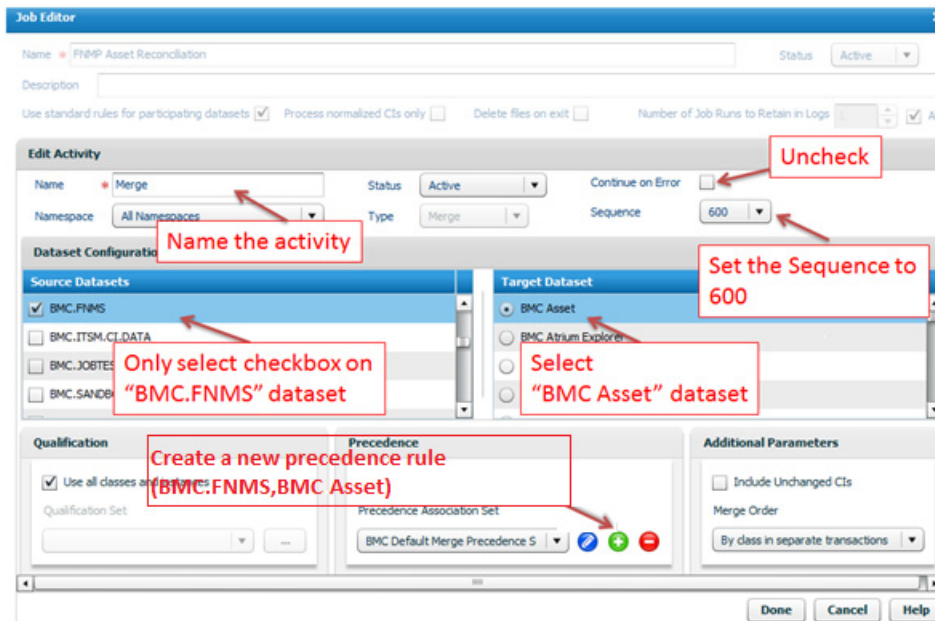 Job Editor
Name * FNMP Asset Reconciliation Status Active
Description
Use standard rules for participating datasets Process normalized CIs only Delete files on exit Number of Job Runs to Retain in Logs
Edit Activity
Uncheck
Name * Merge Status Active Continue on Error
Namespace All Namespaces Type Merge Sequence 600
Name the activity
Set the Sequence to
600
Dataset Configuratio
Source Datasets Target Dataset
BMC.FNMS BMC Asset
BMC.ITSM.CI.DATA BMC Atrium Explorer
BMC.JOBTES
BMC.SANDB
Only select checkbox on
“BMC.FNMS” dataset
Select
“BMC Asset” dataset
Qualification Precedence Additional Parameters
Create a new precedence rule
(BMC.FNMS,BMC Asset)
Use all classes and Include Unchanged CIs
Qualification Set Precedence Association Set Merge Order
... BMC Default Merge Precedence S By class in separate transactions
Done Cancel Help